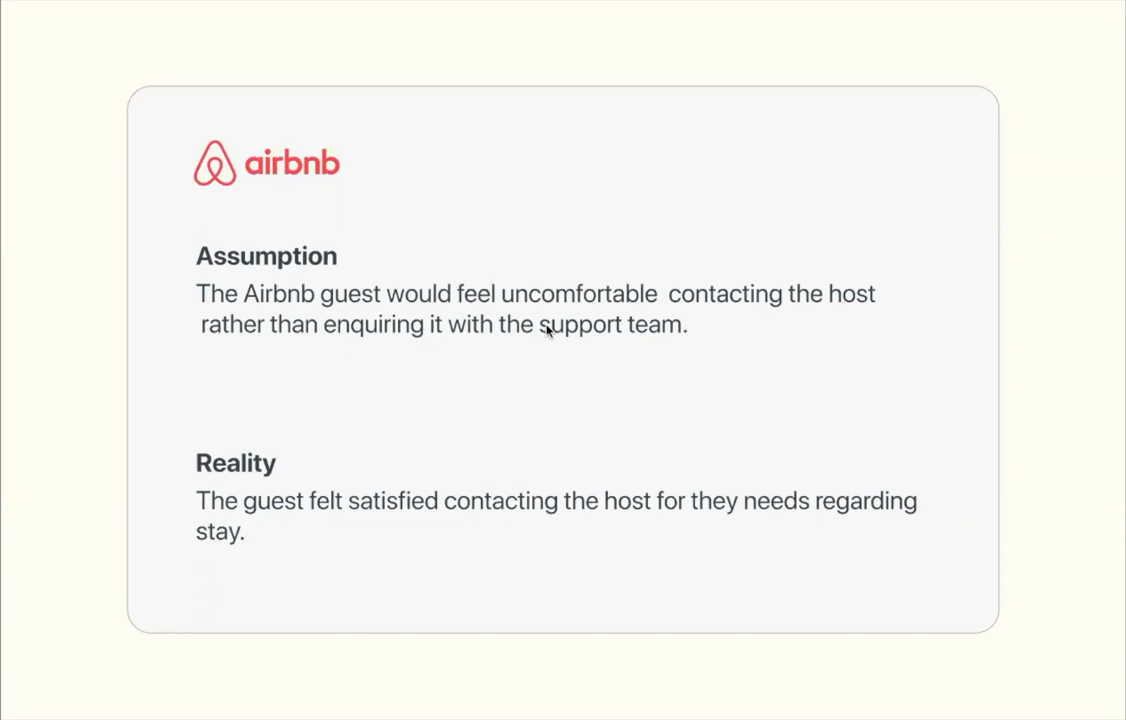 airbnb
Assumption
The Airbnb guest would feel uncomfortable  contacting the host
rather than enquiring it with the support team.
Reality
The guest felt satisfied contacting the host for they needs regarding
stay.